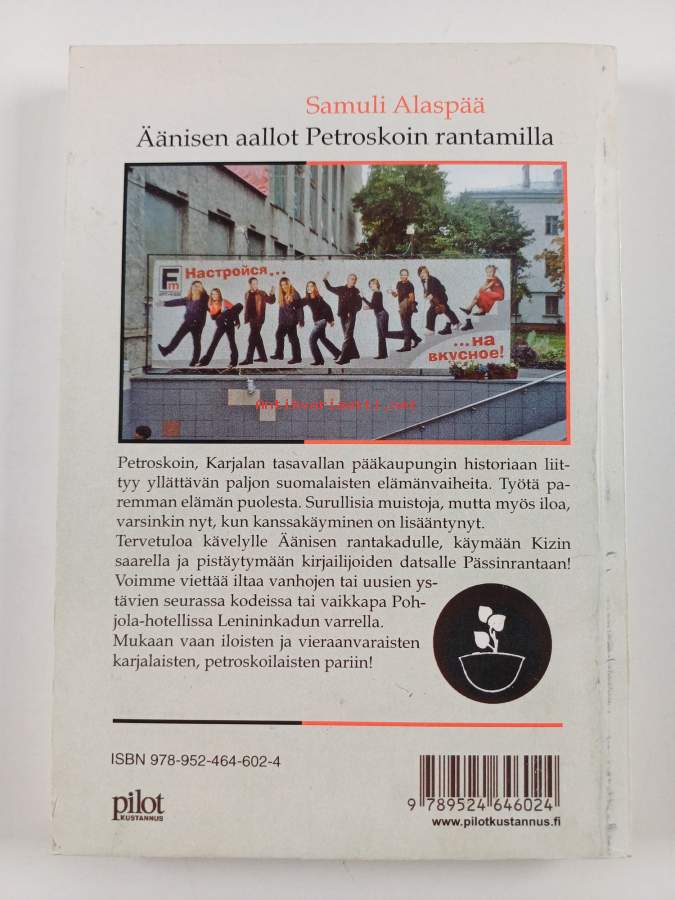 Samuli Alaspää
Äänisen aallot Petroskoin rantamilla
Fm
Настройся...
...на
вкусное!
Antikvariaatti.net
Petroskoin, Karjalan tasavallan pääkaupungin historiaan liit-
tyy yllättävän paljon suomalaisten elämänvaiheita. Työtä pa-
remman elämän puolesta. Surullisia muistoja, mutta myös iloa,
varsinkin nyt, kun kanssakäyminen on lisääntynyt.
Tervetuloa kävelylle Äänisen rantakadulle, käymään Kizin
saarella ja pistäytymään kirjailijoiden datsalle Pässinrantaan!
Voimme viettää iltaa vanhojen tai uusien ys-
tävien seurassa kodeissa tai vaikkapa Poh-
jola-hotellissa Lenininkadun varrella.
Mukaan vaan iloisten ja vieraanvaraisten
karjalaisten, petroskoilaisten pariin!
ISBN 978-952-464-602-4
pilot
KUSTANNUS
9 789524 646024
www.pilotkustannus.fi